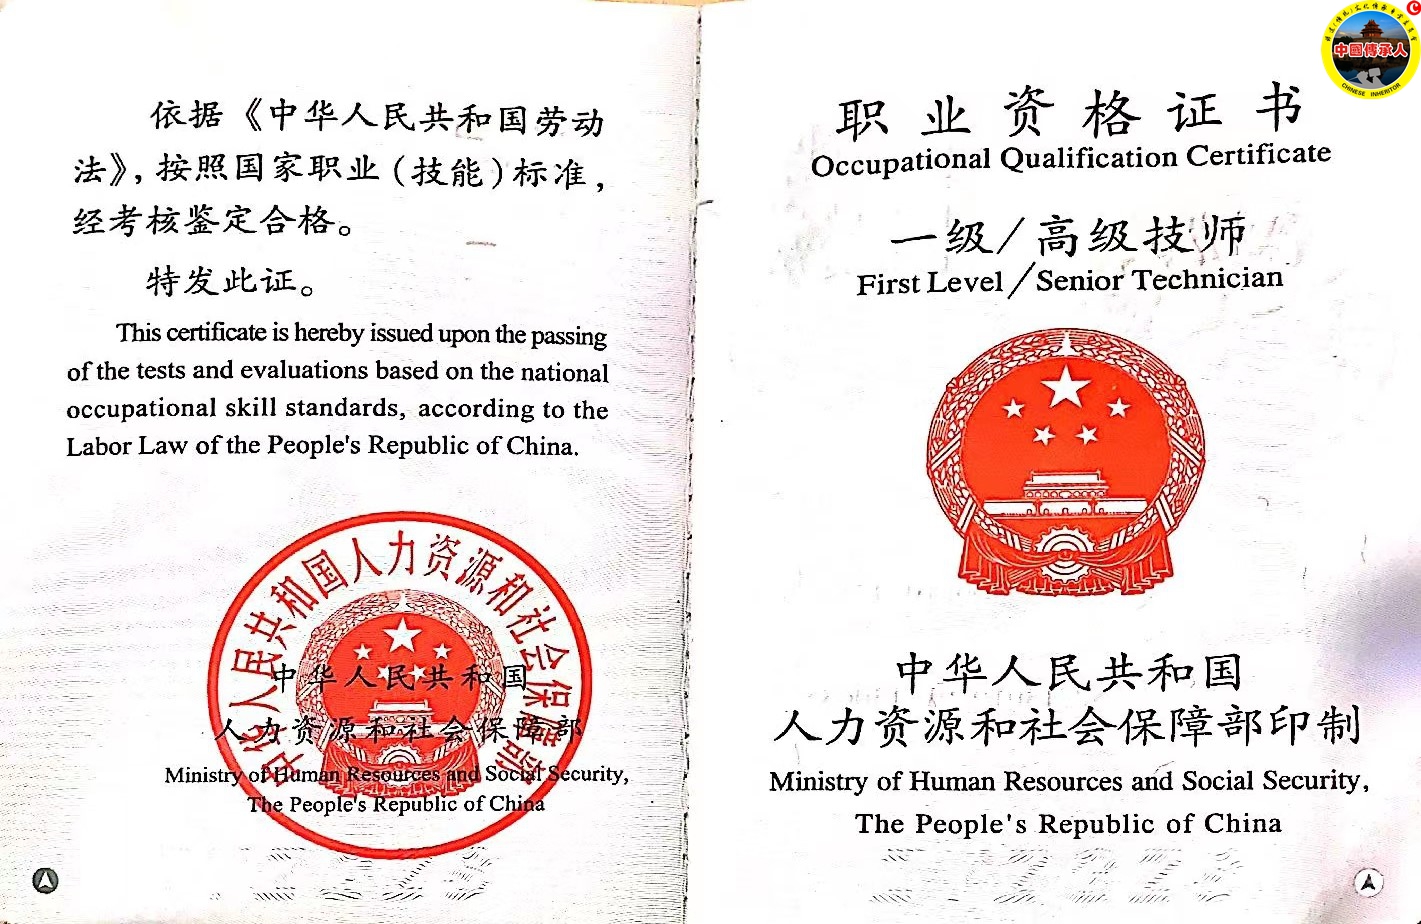 依据《中华人民共和国劳动
法》，按照国家职业（技能）标准，
经考核鉴定合格。
特发此证。
This certificate is hereby issued upon the passing
of the tests and evaluations based on the national
occupational skill standards, according to the
Labor Law of the People's Republic of China.
中华人民共和国人力资源和社会保障部
中华人民共和国
人力资源和社会保障部
Ministry of Human Resources and Social Security,
The People's Republic of China
职业资格证书
Occupational Qualification Certificate
一级/高级技师
First Level/Senior Technician
中华人民共和国
人力资源和社会保障部印制
Ministry of Human Resources and Social Security,
The People's Republic of China
中國傳承人
CHINESE INHERITOR
C